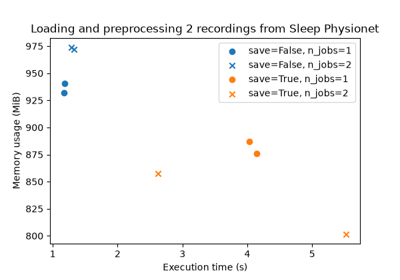 Loading and preprocessing 2 recordings from Sleep Physionet
975
950
925
900
875
850
825
800
Memory usage (MiB)
save=False, n_jobs=1
save=False, n_jobs=2
save=True, n_jobs=1
save=True, n_jobs=2
1 2 3 4 5
Execution time (s)